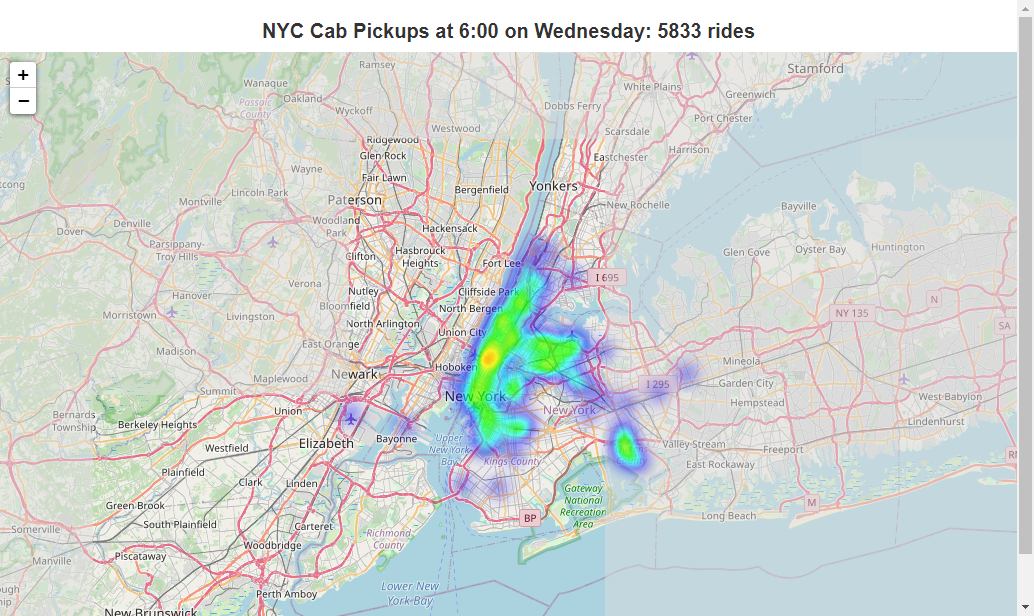 NYC Cab Pickups at 6:00 on Wednesday: 5833 rides
+
−
Ramsey
Stamford
White Plains
Wanaque
Greenwich
Oakland
Passaic
County
Wyckoff
Dobbs Ferry
Port Chester
Westwood
Scarsdale
Ridgewood
Harrison
Glen Rock
Eastchester
Wayne
Fair Lawn
Lincoln Park
Bergenfield
Yonkers
Montville
Paterson
New Rochelle
Bayville
Denville
Woodland
Park
Hackensack
Dover
Parsippany-
Troy Hills
Hasbrouck
Heights
Glen Cove
Oyster Bay
Huntington
Clifton
Fort Lee
I 695
Verona
Nutley
Cliffside Park
Hanover
Bloomfield
North Bergen
N
Morristown
Livingston
North Arlington
NY 135
Union City
SA
East Orange
Madison
Hoboken
Mineola
Newark
Maplewood
I 295
Garden City
Summit
New York
West Babylon
Hempstead
Bernards
Township
Union
New York
Berkeley Heights
Lindenhurst
Elizabeth
Bayonne
Upper
New York
Bay
Valley Stream
Freeport
Westfield
Kings County
East Rockaway
Plainfield
Clark
Linden
Gateway
National
Recreation
Area
Green Brook
M
South Plainfield
Carteret
BP
Long Beach
Somerville
Richmond
County
Woodbridge
Piscataway
Manville
Lower New
York Bay
Perth Amboy
New Brunswick